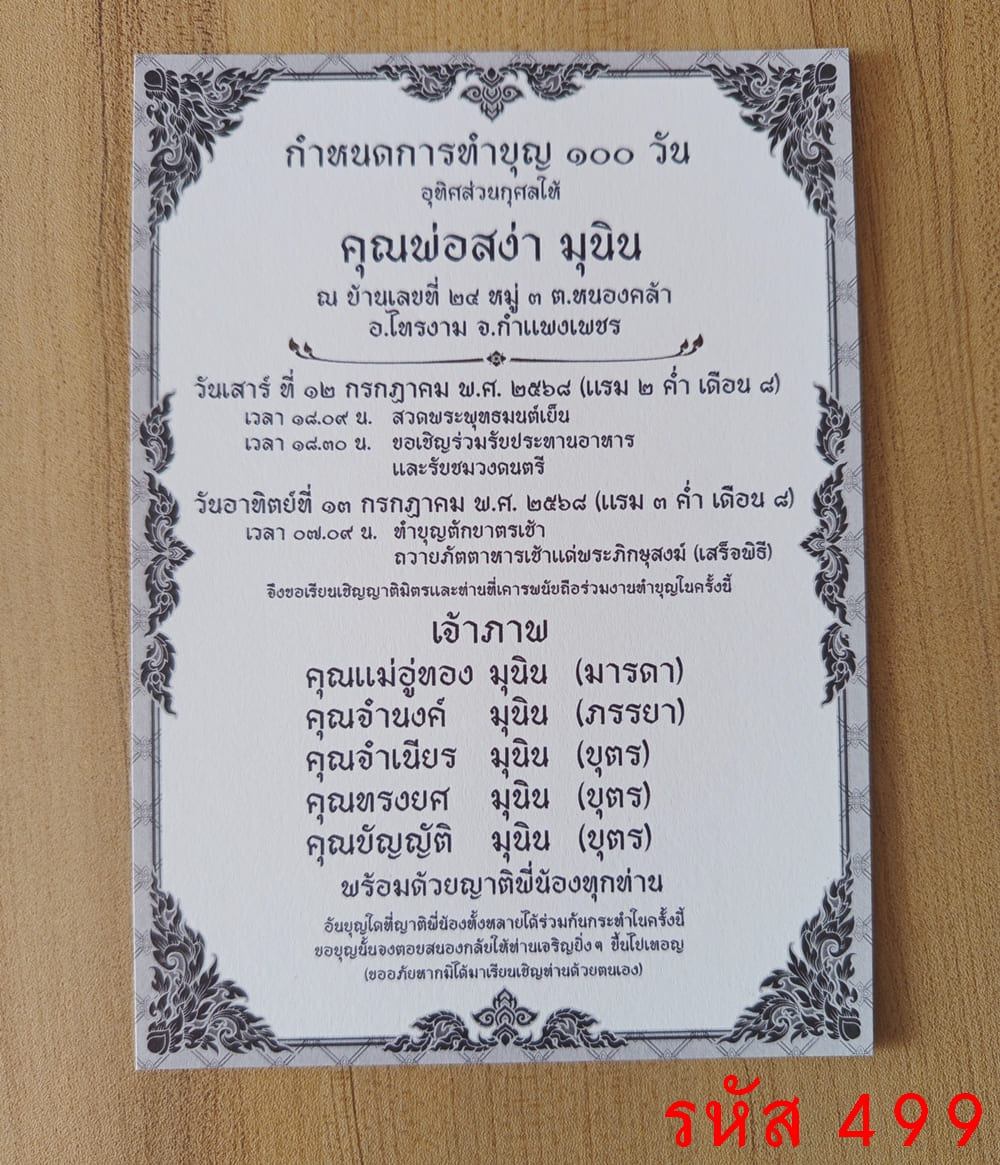 กำหนดการทำบุญ ๑๐๐ วัน
อุทิศส่วนกุศลให้
คุณพ่อสง่า มุนิน
ณ บ้านเลขที่ ๒๔ หมู่ ๓ ต.หนองคล้า
อ.ไทรงาม จ.กำแพงเพชร
วันเสาร์ ที่ ๑๒ กรกฎาคม พ.ศ. ๒๕๖๘ (แรม ๒ ค่ำ เดือน ๘)
เวลา ๑๘.๐๙ น. สวดพระพุทธมนต์เย็น
เวลา ๑๘.๓๐ น. ขอเชิญร่วมรับประทานอาหาร
และรับชมวงดนตรี
วันอาทิตย์ที่ ๑๓ กรกฎาคม พ.ศ. ๒๕๖๘ (แรม ๓ ค่ำ เดือน ๘)
เวลา ๐๗.๐๙ น. ทำบุญตักบาตรเช้า
ถวายภัตตาหารเช้าแด่พระภิกษุสงฆ์ (เสร็จพิธี)
จึงขอเรียนเชิญญาติมิตรและท่านที่เคารพนับถือร่วมงานทำบุญในครั้งนี้
เจ้าภาพ
คุณแม่อู่ทอง มุนิน (มารดา)
คุณจำนงค์ มุนิน (ภรรยา)
คุณจำเนียร มุนิน (บุตร)
คุณทรงยศ มุนิน (บุตร)
คุณบัญญัติ มุนิน (บุตร)
พร้อมด้วยญาติพี่น้องทุกท่าน
อันบุญใดที่ญาติพี่น้องทั้งหลายได้ร่วมกันกระทำในครั้งนี้
ขอบุญนั้นจงตอบสนองกลับให้ท่านเจริญยิ่งๆ ขึ้นไปเทอญ
(ขออภัยหากมิได้มาเรียนเชิญท่านด้วยตนเอง)
รหัส 499